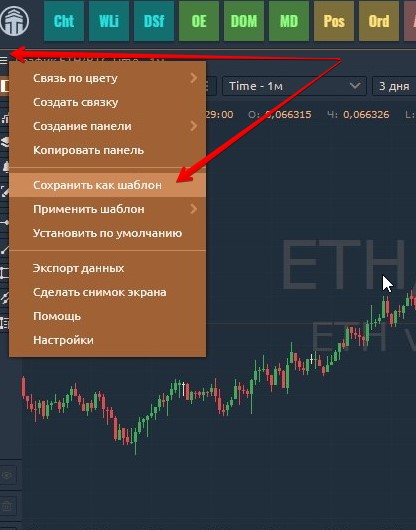 Cht WLi DSf OE DOM MD Pos Ord
Связь по цвету
Time - 1м
3 дня
Создать связку
Создание панели
29:00 O: 0,066315 Ч: 0,066326 L:
Копировать панель
Сохранить как шаблон
Применить шаблон
Установить по умолчанию
ETH/
Экспорт данных
Сделать снимок экрана
Помощь
ETH v
Настройки